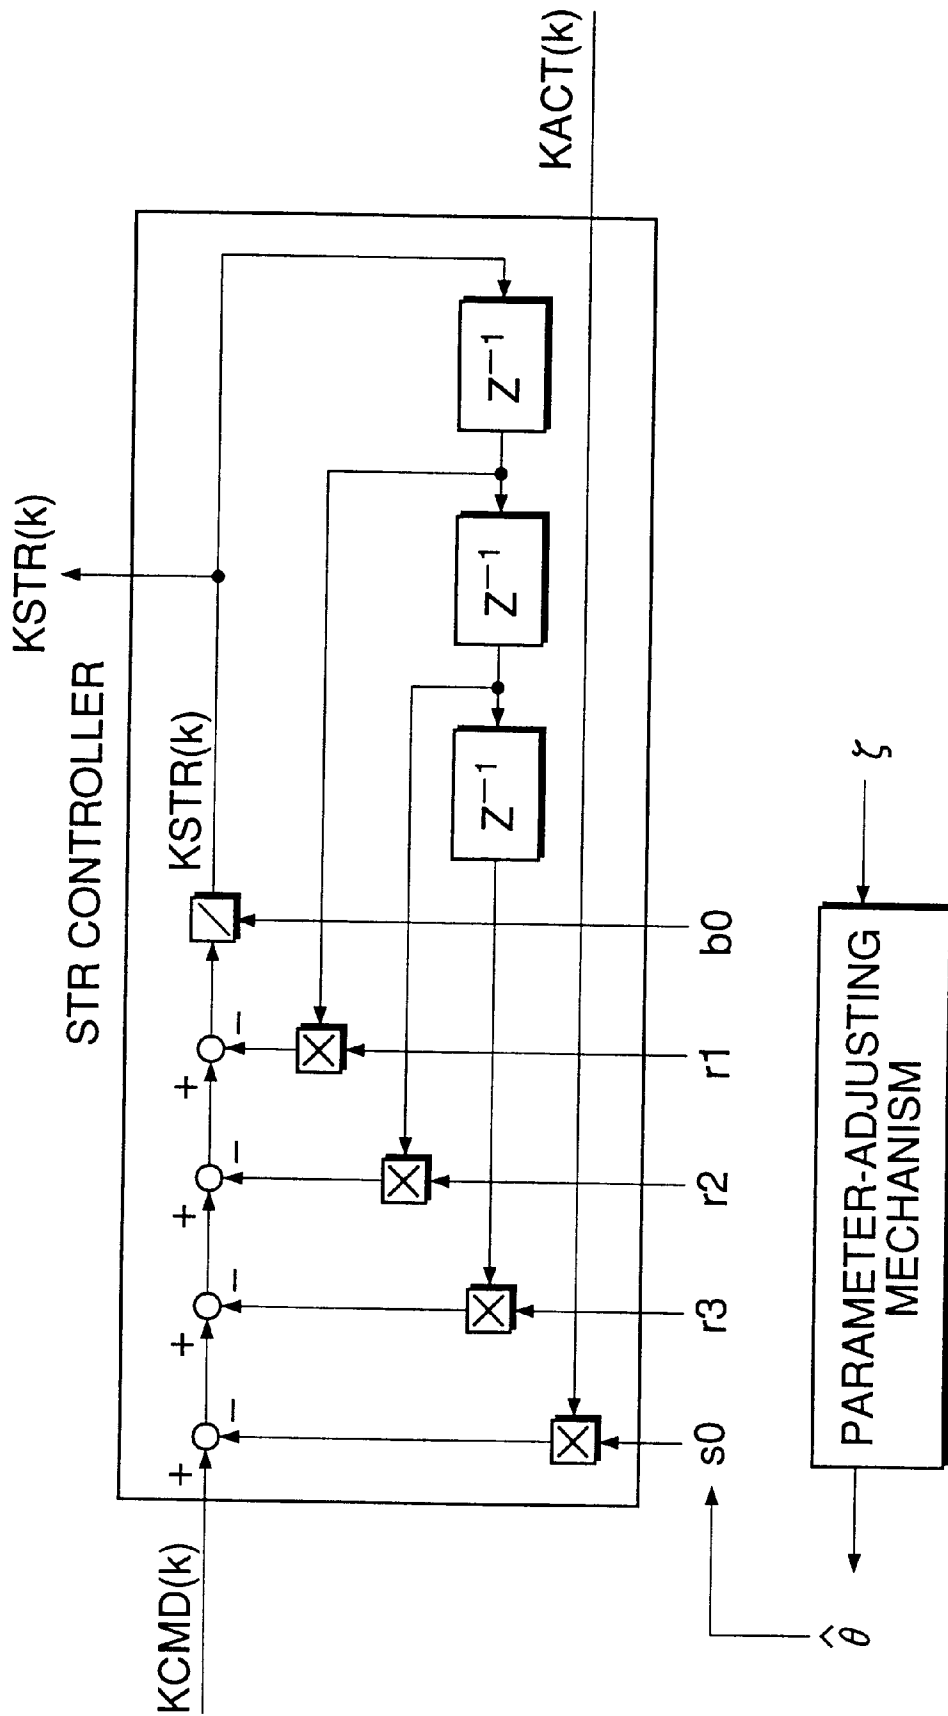 KSTR(k)
STR CONTROLLER
KCMD(k)
+
−
+
−
+
−
+
−
KSTR(k)
KACT(k)
Z⁻¹
Z⁻¹
Z⁻¹
s0
r3
r2
r1
b0
θ̂
PARAMETER-ADJUSTING
MECHANISM
ζ